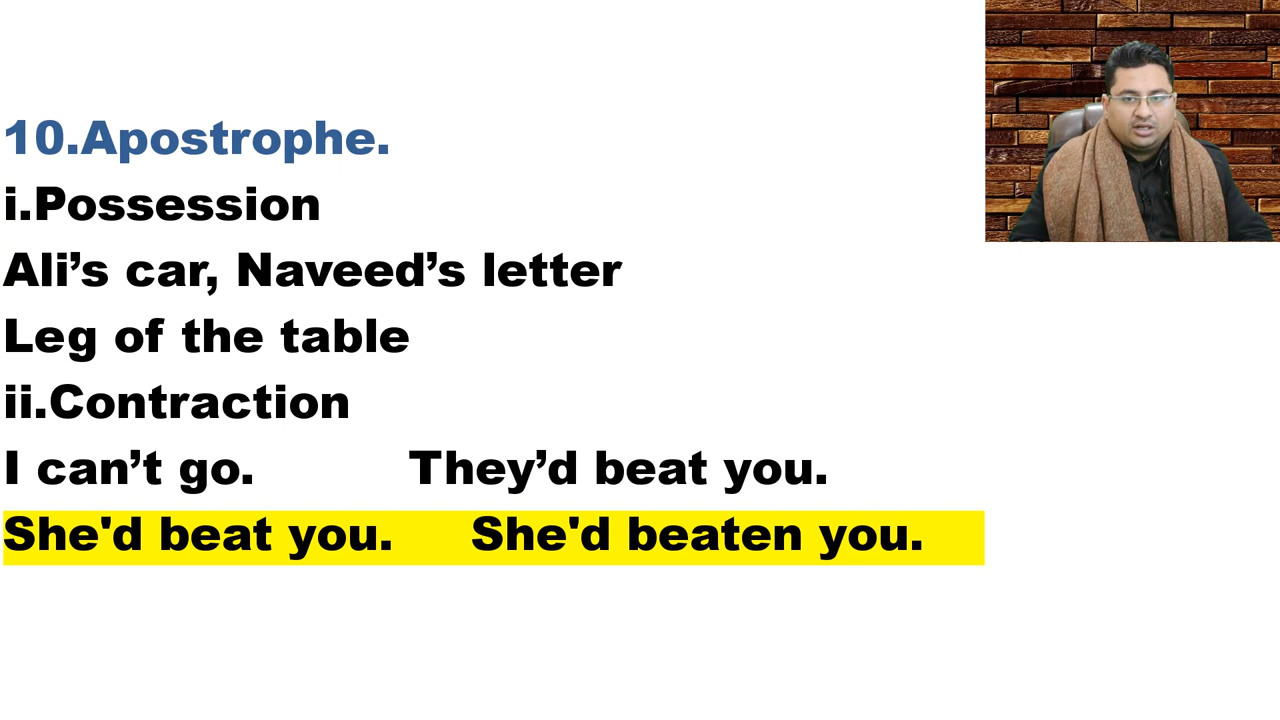 10.Apostrophe.
i.Possession
Ali’s car, Naveed’s letter
Leg of the table
ii.Contraction
I can’t go. They’d beat you.
She'd beat you. She'd beaten you.